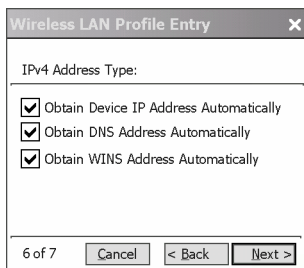 Wireless LAN Profile Entry
IPv4 Address Type:
Obtain Device IP Address Automatically
Obtain DNS Address Automatically
Obtain WINS Address Automatically
6 of 7 Cancel < Back Next >